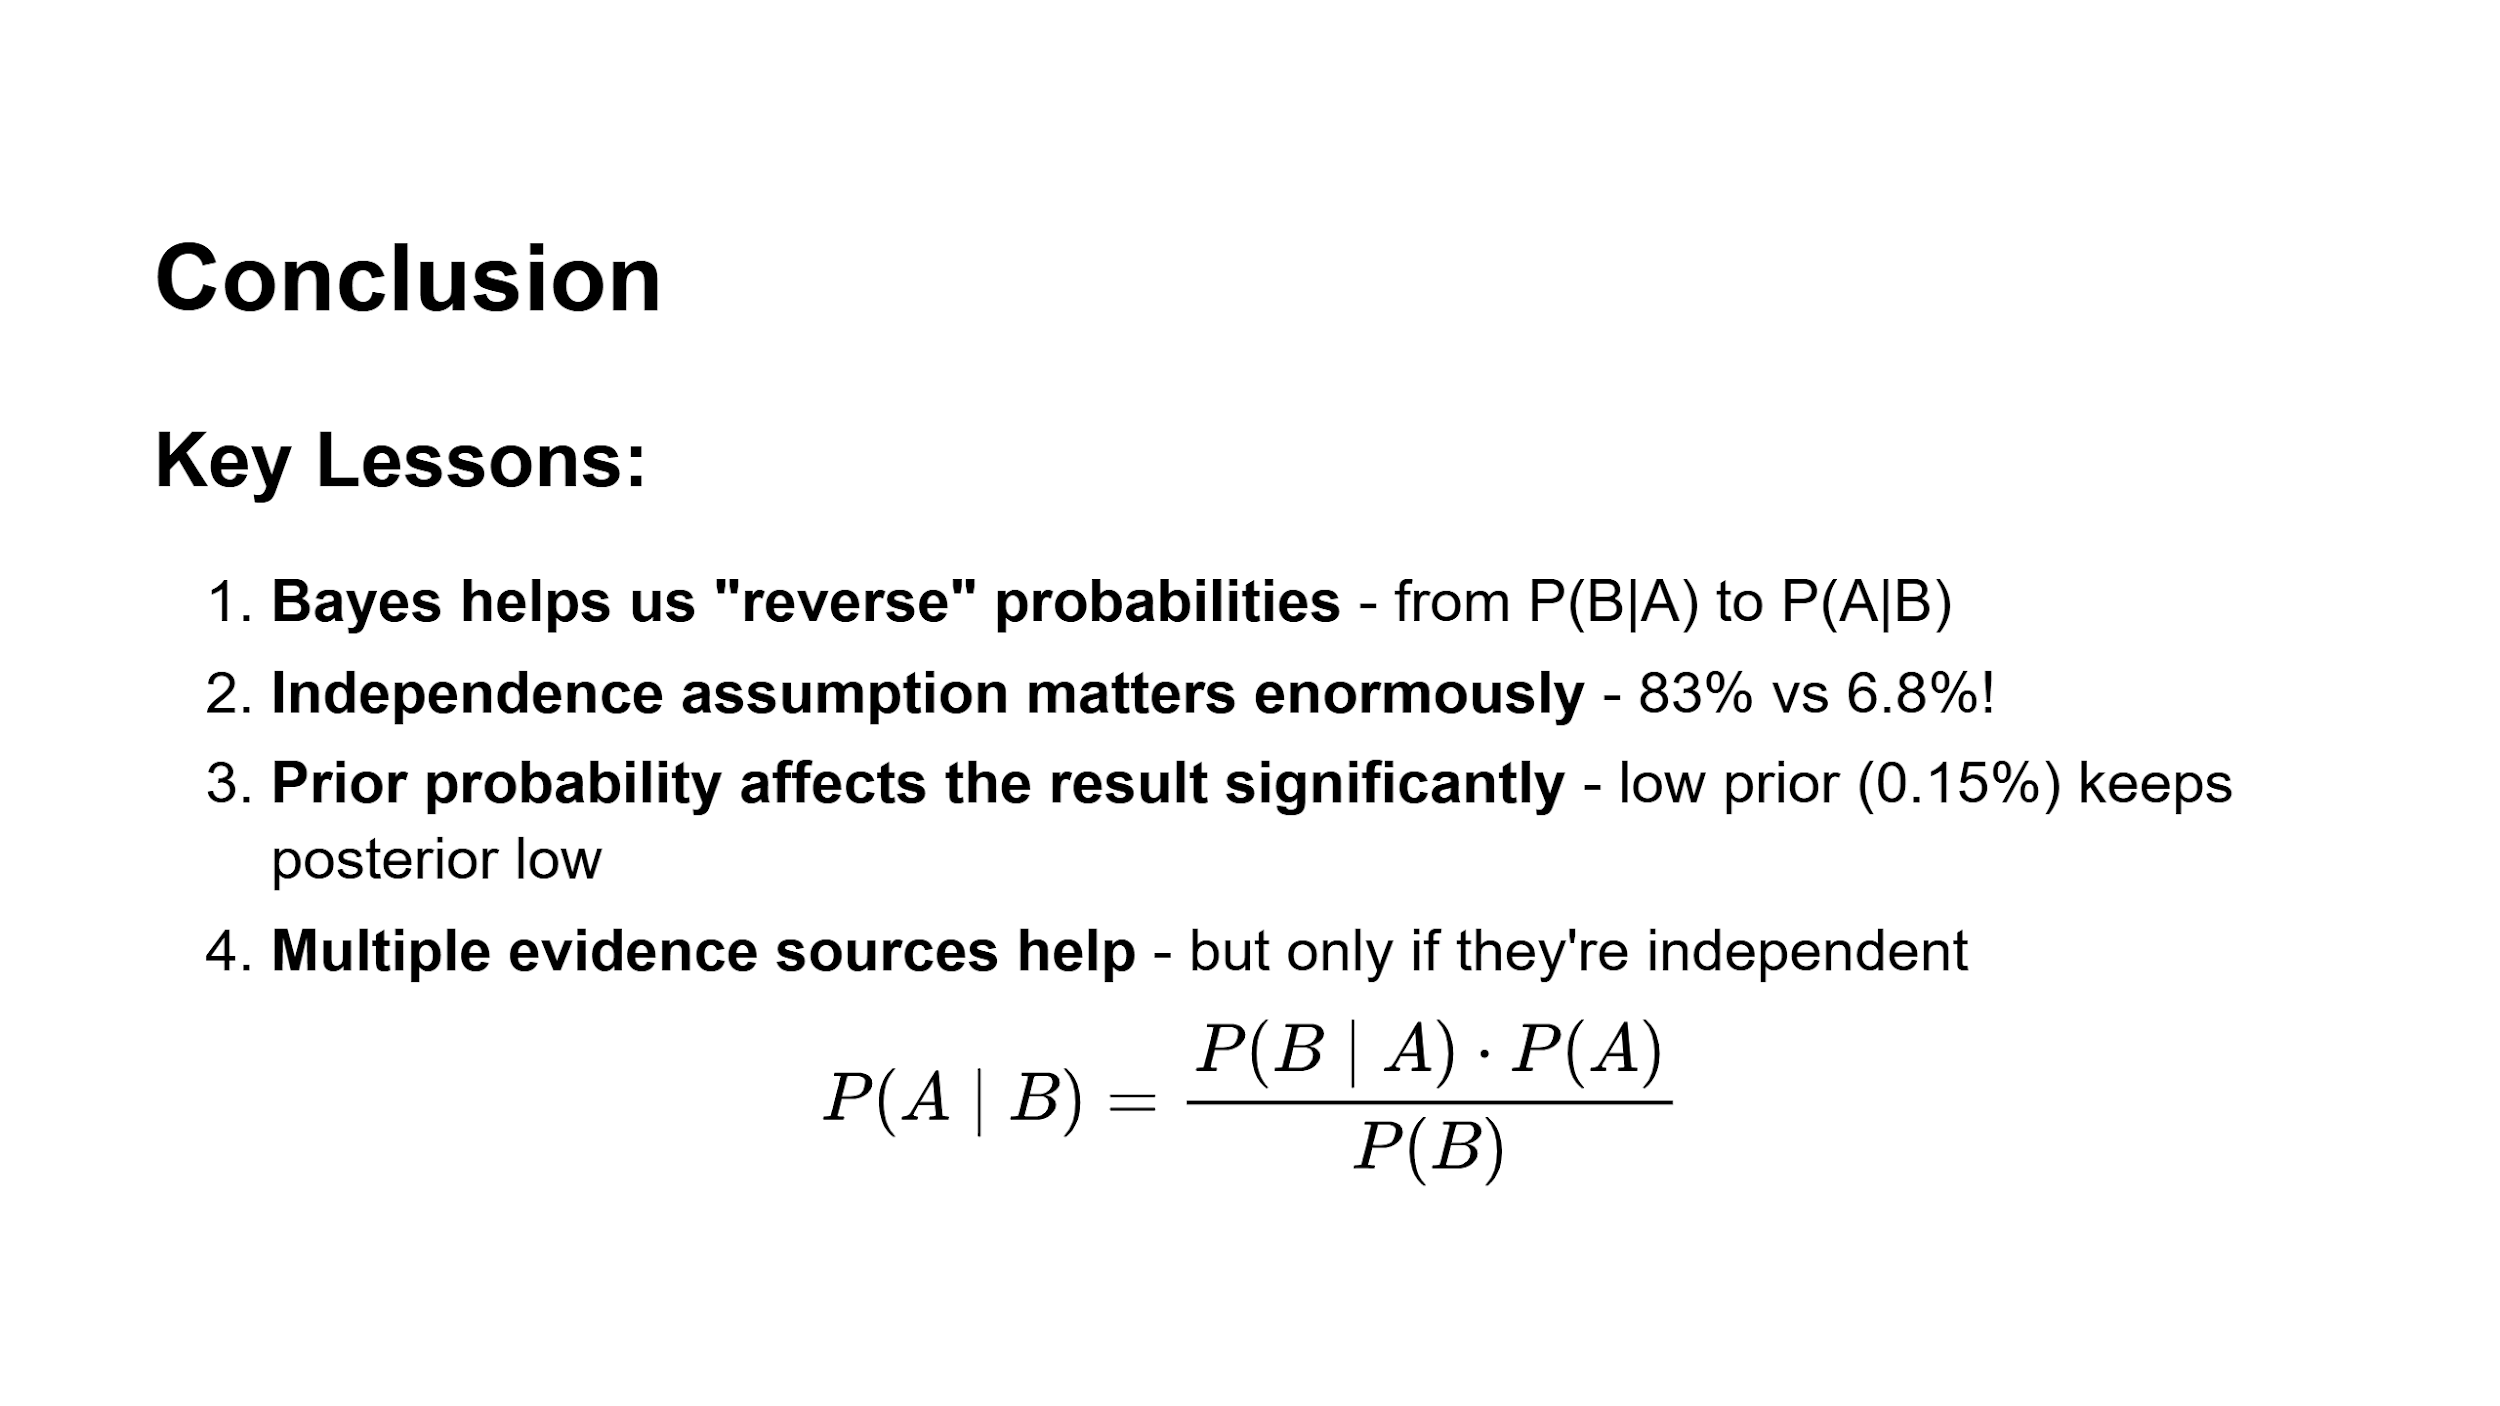 Conclusion
Key Lessons:
1. Bayes helps us "reverse" probabilities - from P(B|A) to P(A|B)
2. Independence assumption matters enormously - 83% vs 6.8%!
3. Prior probability affects the result significantly - low prior (0.15%) keeps
posterior low
4. Multiple evidence sources help - but only if they're independent
P(A | B) = P(B | A) · P(A) / P(B)